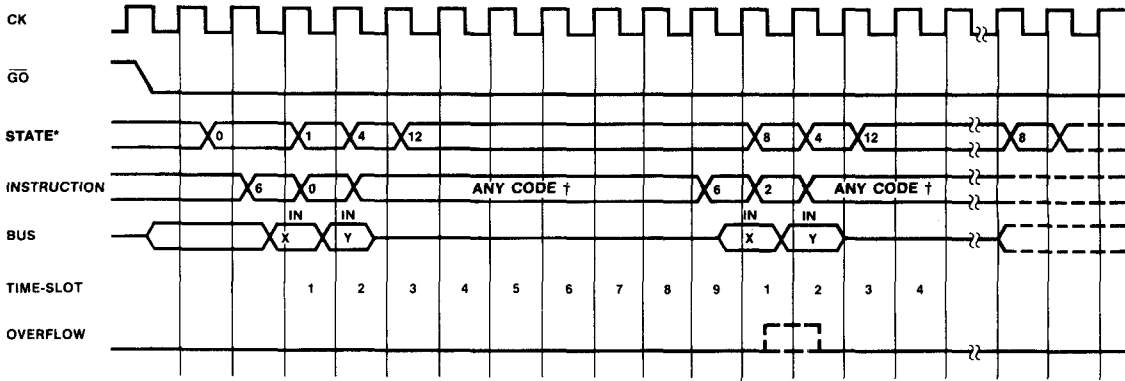 CK
GO
STATE* 0 1 4 12 8 4 12 8
INSTRUCTION 6 0 ANY CODE † 6 2 ANY CODE †
IN IN IN IN
BUS X Y X Y
TIME-SLOT 1 2 3 4 5 6 7 8 9 1 2 3 4
OVERFLOW